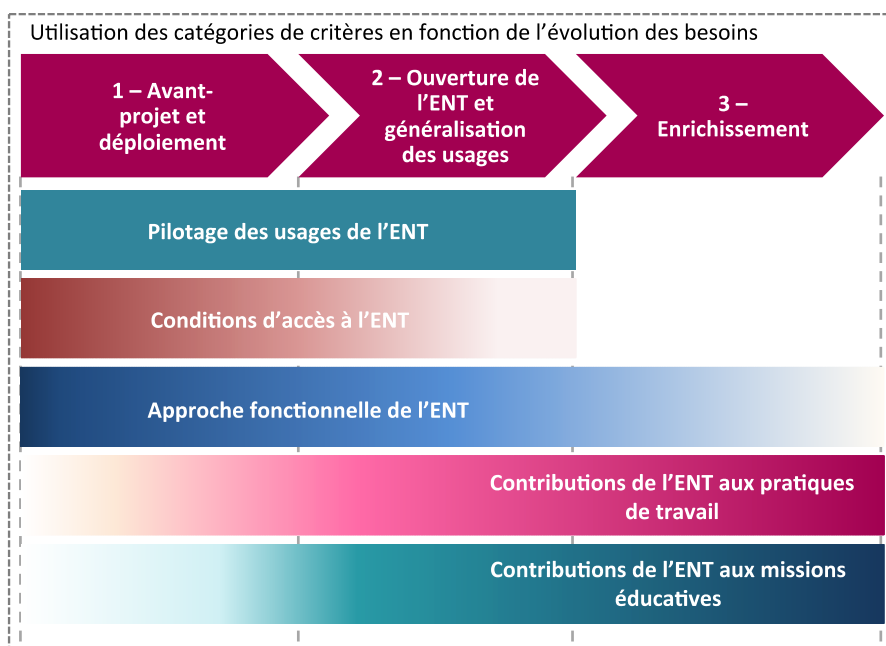 Utilisation des catégories de critères en fonction de l’évolution des besoins
1 – Avant-
projet et
déploiement
2 – Ouverture de
l’ENT et
généralisation
des usages
3 –
Enrichissement
Pilotage des usages de l’ENT
Conditions d’accès à l’ENT
Approche fonctionnelle de l’ENT
Contributions de l’ENT aux pratiques
de travail
Contributions de l’ENT aux missions
éducatives